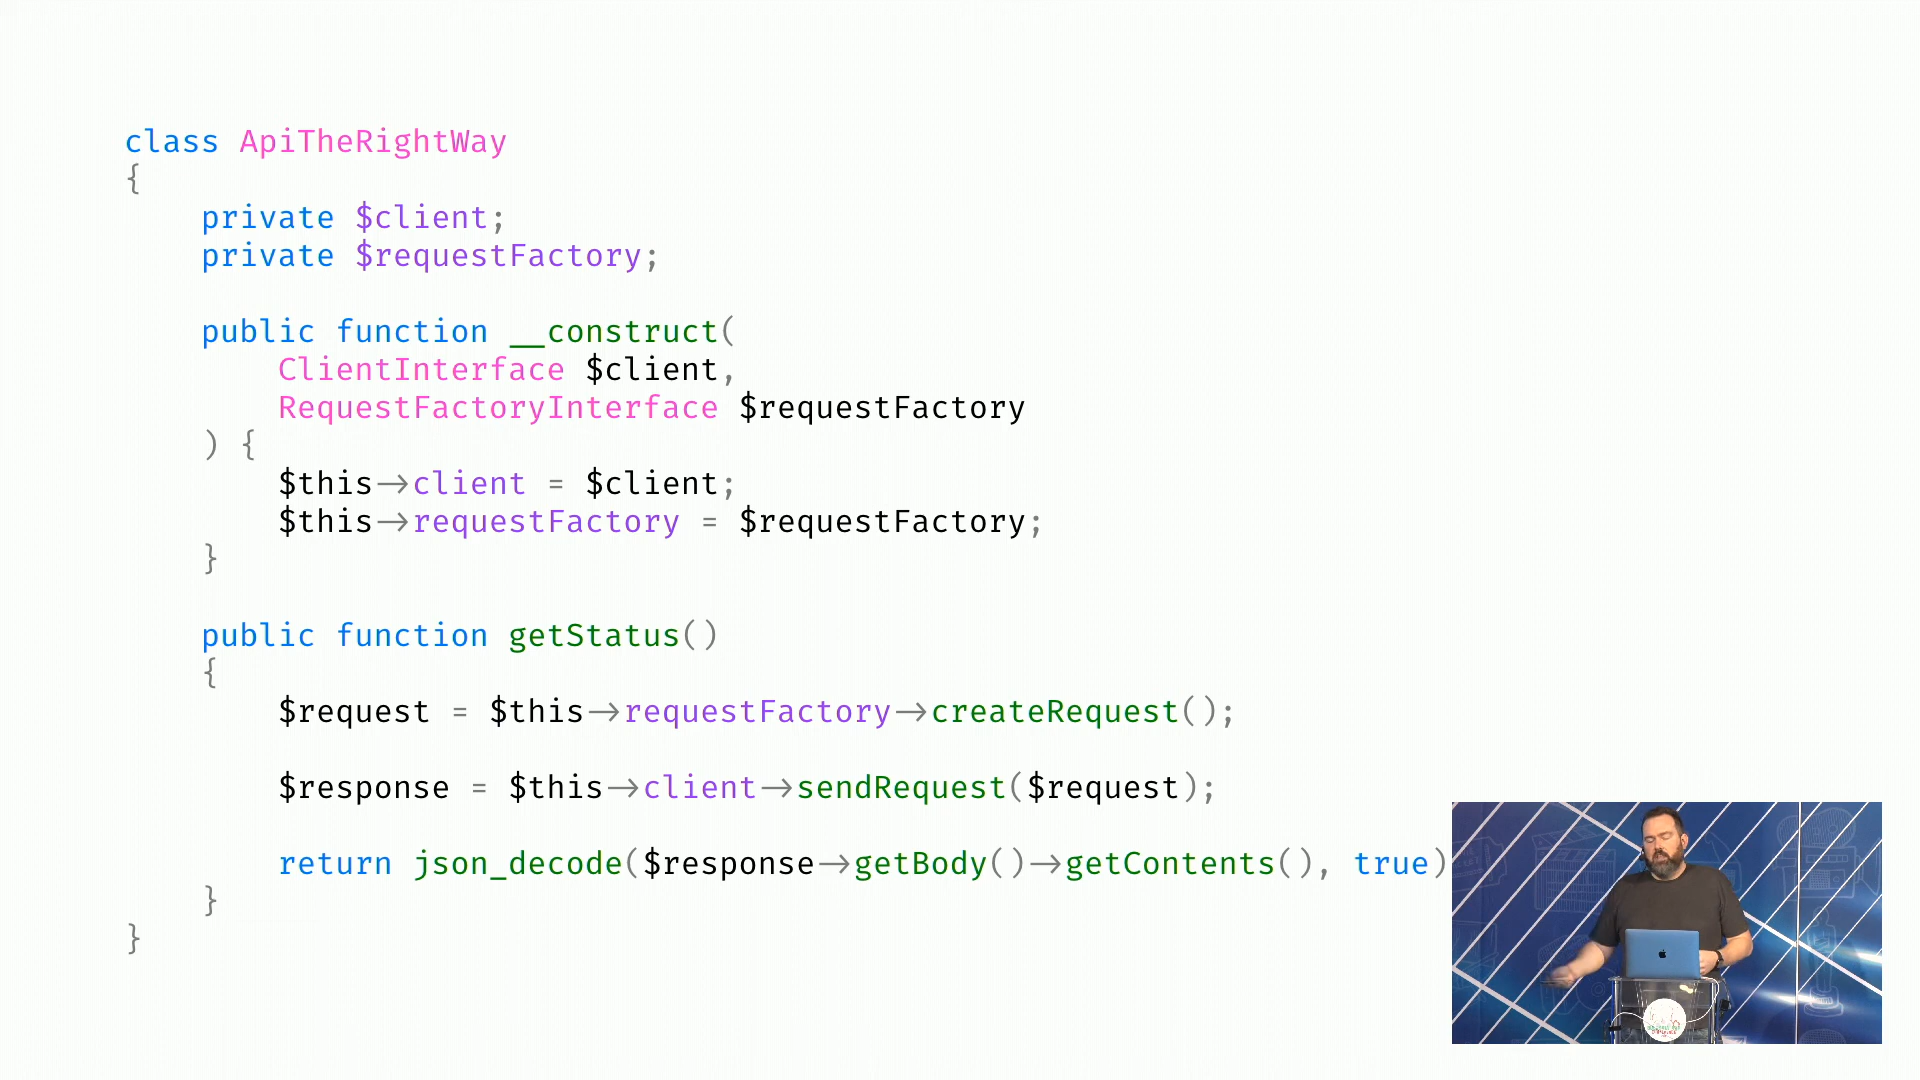 class ApiTheRightWay
{
    private $client;
    private $requestFactory;
    public function __construct(
        ClientInterface $client,
        RequestFactoryInterface $requestFactory
    ) {
        $this->client = $client;
        $this->requestFactory = $requestFactory;
    }
    public function getStatus()
    {
        $request = $this->requestFactory->createRequest();
        $response = $this->client->sendRequest($request);
        return json_decode($response->getBody()->getContents(), true)
    }
}